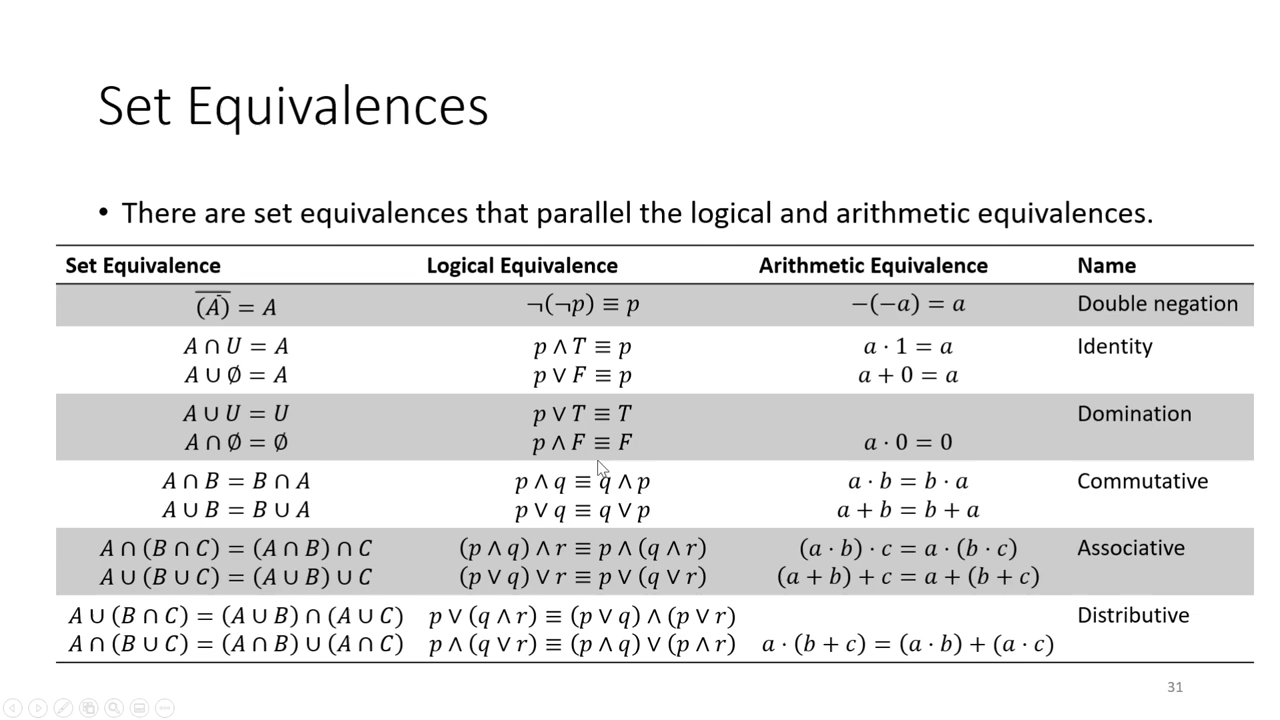 Set Equivalences
• There are set equivalences that parallel the logical and arithmetic equivalences.
Set Equivalence Logical Equivalence Arithmetic Equivalence Name
(A̅)̅ = A ¬(¬p) ≡ p −(−a) = a Double negation
A ∩ U = A p ∧ T ≡ p a · 1 = a Identity
A ∪ ∅ = A p ∨ F ≡ p a + 0 = a
A ∪ U = U p ∨ T ≡ T Domination
A ∩ ∅ = ∅ p ∧ F ≡ F a · 0 = 0
A ∩ B = B ∩ A p ∧ q ≡ q ∧ p a · b = b · a Commutative
A ∪ B = B ∪ A p ∨ q ≡ q ∨ p a + b = b + a
A ∩ (B ∩ C) = (A ∩ B) ∩ C (p ∧ q) ∧ r ≡ p ∧ (q ∧ r) (a · b) · c = a · (b · c) Associative
A ∪ (B ∪ C) = (A ∪ B) ∪ C (p ∨ q) ∨ r ≡ p ∨ (q ∨ r) (a + b) + c = a + (b + c)
A ∪ (B ∩ C) = (A ∪ B) ∩ (A ∪ C) p ∨ (q ∧ r) ≡ (p ∨ q) ∧ (p ∨ r) Distributive
A ∩ (B ∪ C) = (A ∩ B) ∪ (A ∩ C) p ∧ (q ∨ r) ≡ (p ∧ q) ∨ (p ∧ r) a · (b + c) = (a · b) + (a · c)
31